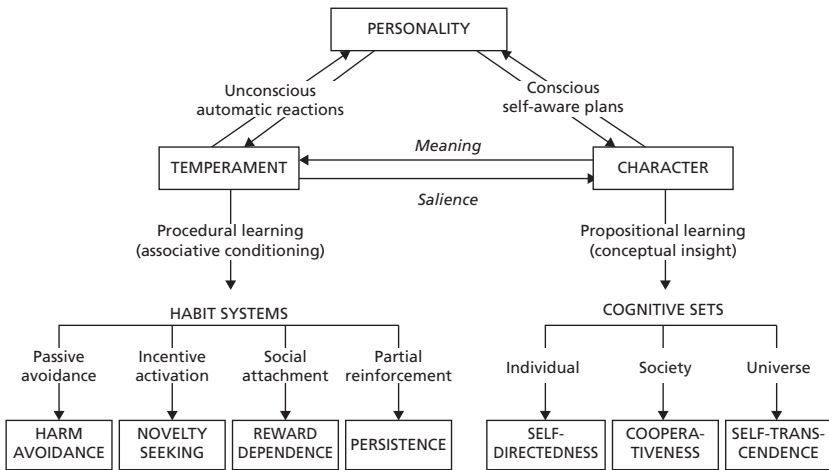 PERSONALITY
Unconscious
automatic reactions
Conscious
self-aware plans
Meaning
TEMPERAMENT
CHARACTER
Salience
Procedural learning
(associative conditioning)
Propositional learning
(conceptual insight)
HABIT SYSTEMS
COGNITIVE SETS
Passive
avoidance
Incentive
activation
Social
attachment
Partial
reinforcement
Individual
Society
Universe
HARM
AVOIDANCE
NOVELTY
SEEKING
REWARD
DEPENDENCE
PERSISTENCE
SELF-
DIRECTEDNESS
COOPERA-
TIVENESS
SELF-TRANS-
CENDENCE